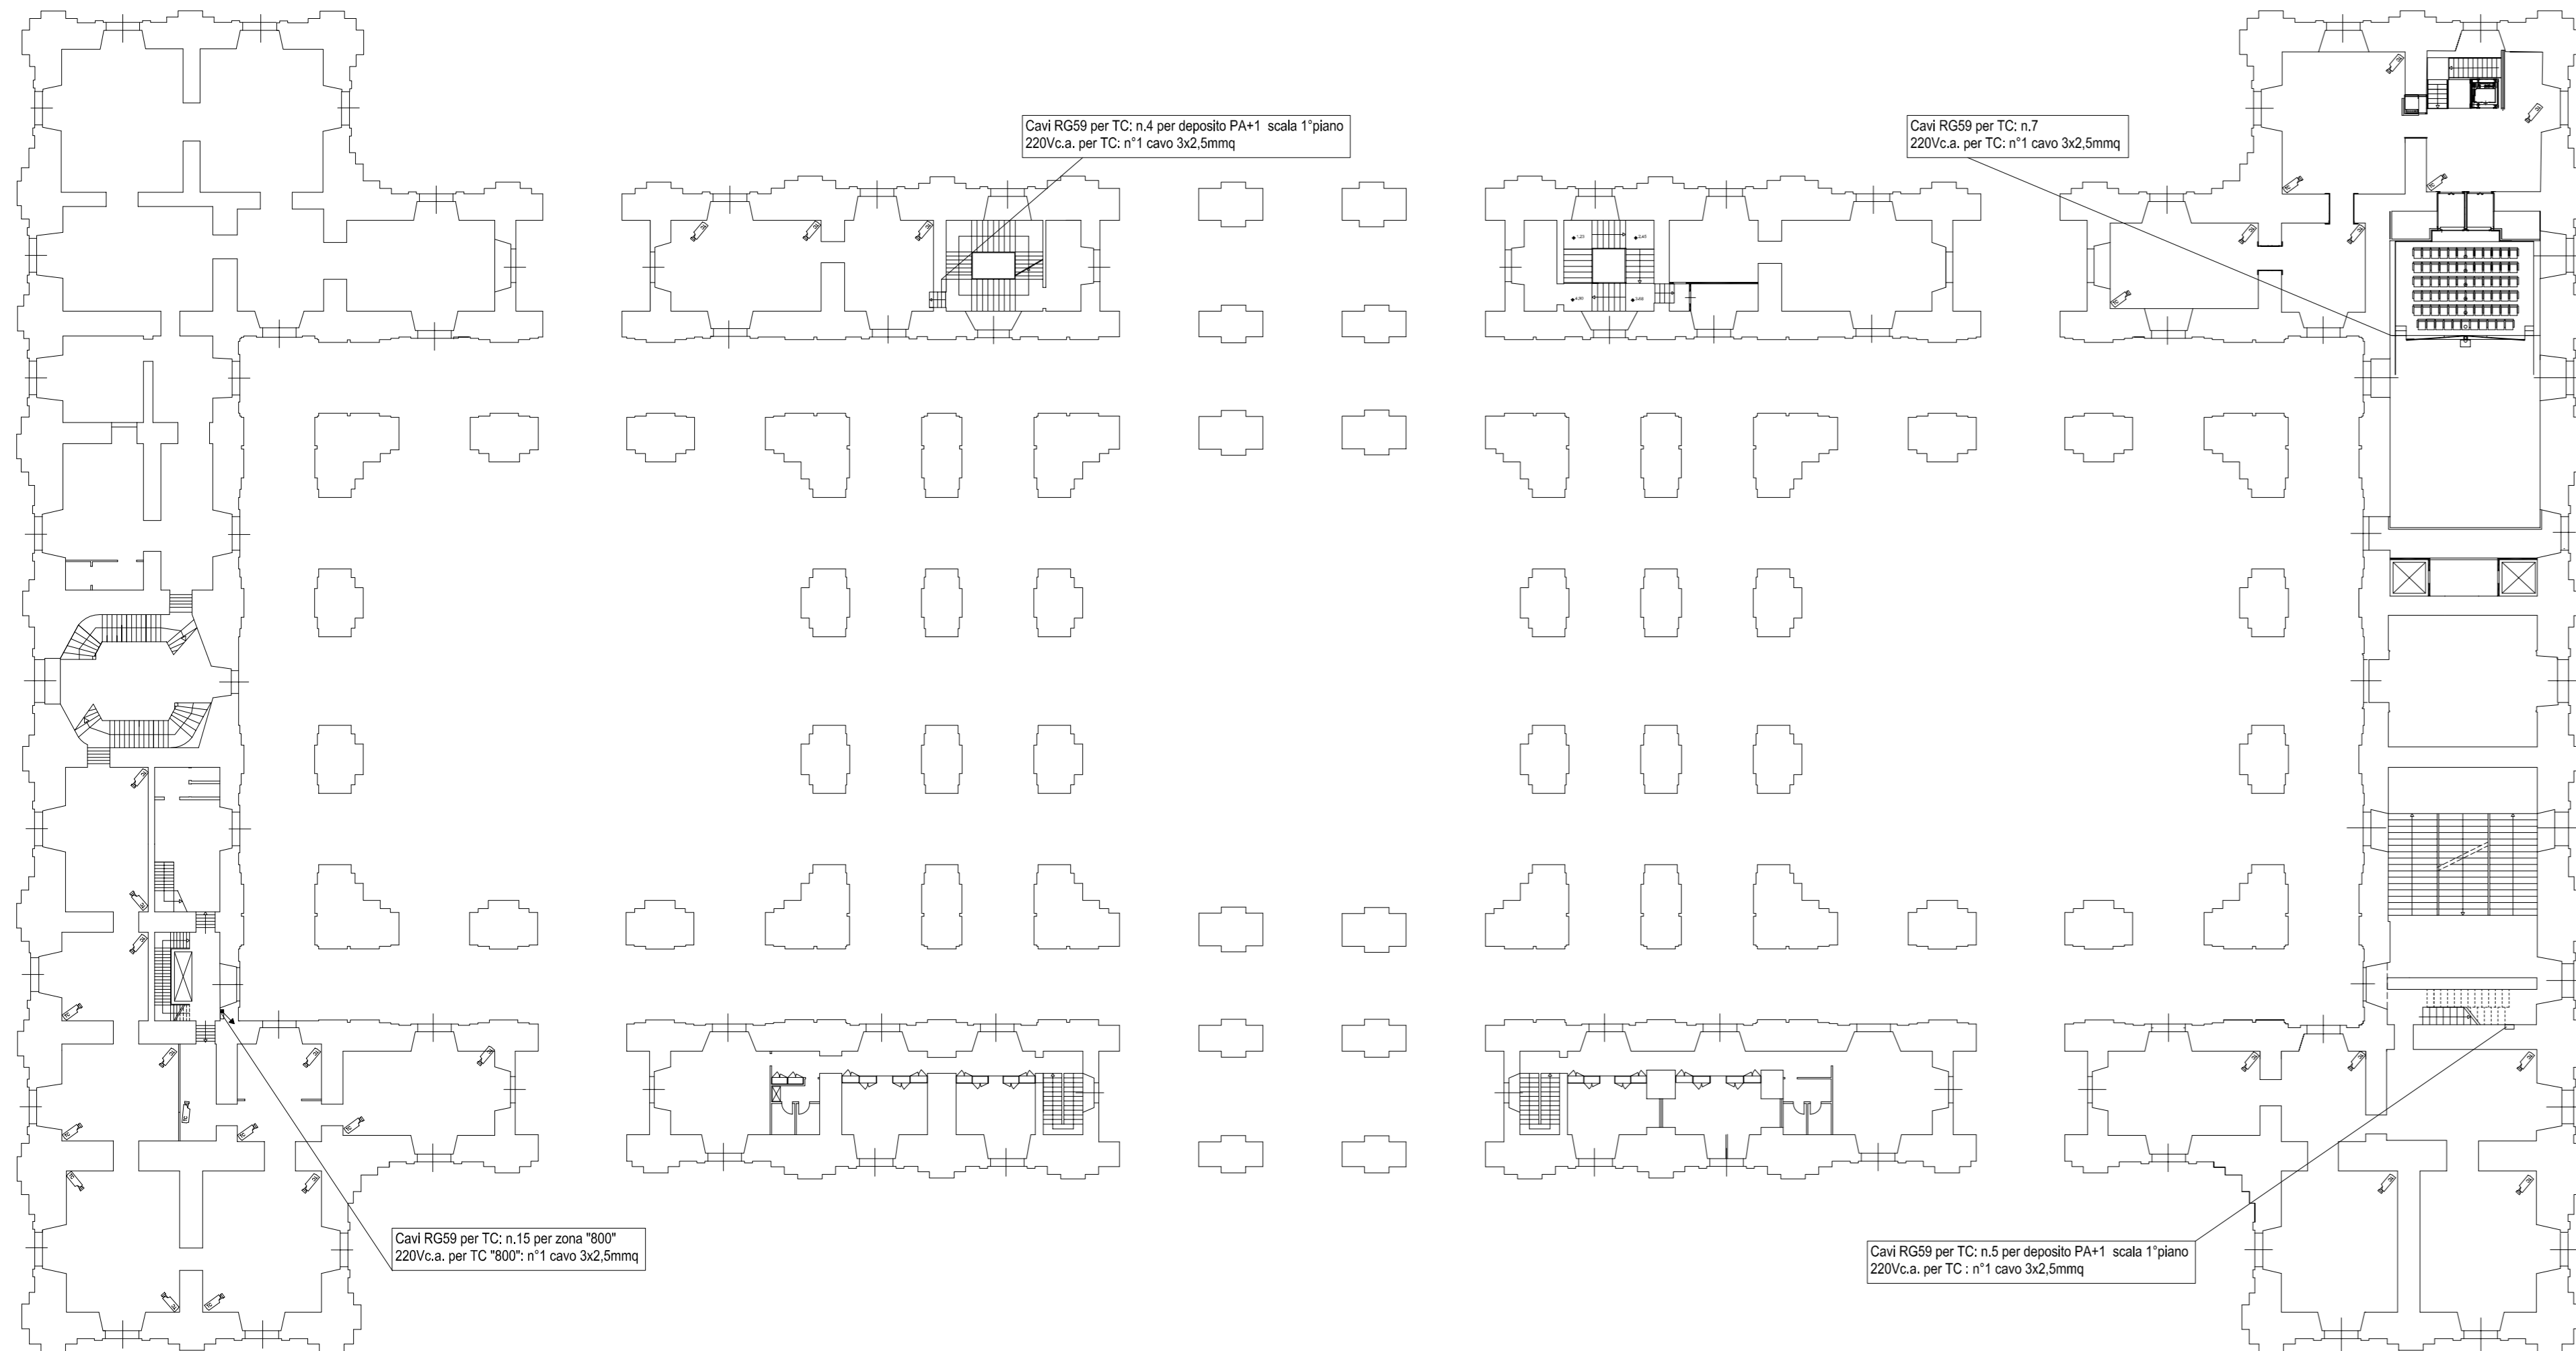 Cavi RG59 per TC: n.4 per deposito PA+1 scala 1°piano
220Vc.a. per TC: n°1 cavo 3x2,5mmq
Cavi RG59 per TC: n.7
220Vc.a. per TC: n°1 cavo 3x2,5mmq
Cavi RG59 per TC: n.15 per zona "800"
220Vc.a. per TC "800": n°1 cavo 3x2,5mmq
Cavi RG59 per TC: n.5 per deposito PA+1 scala 1°piano
220Vc.a. per TC : n°1 cavo 3x2,5mmq